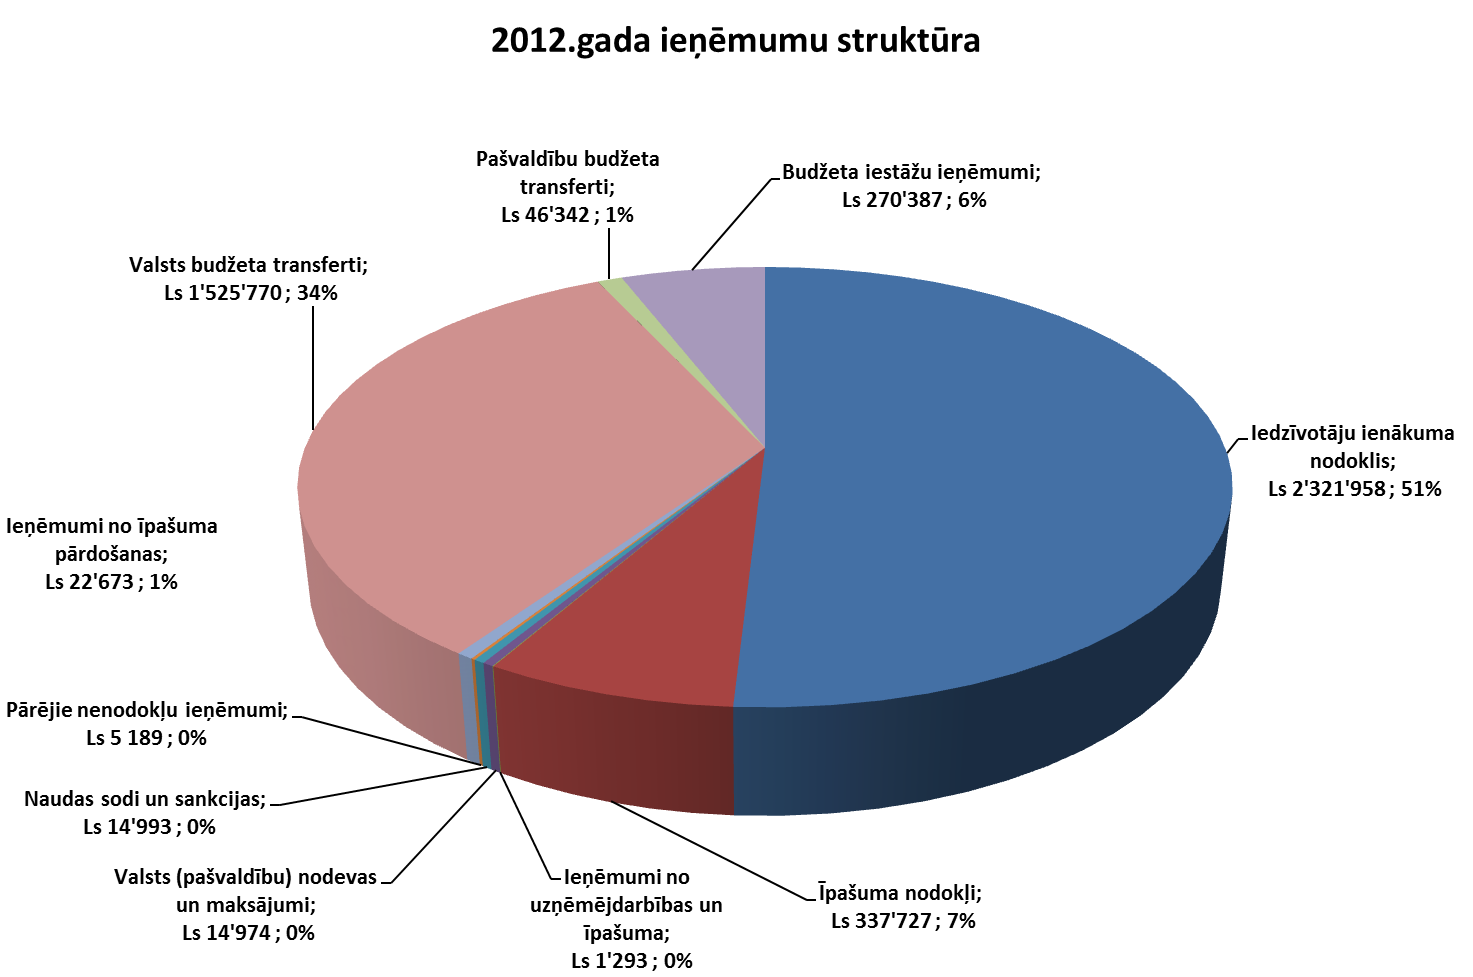 2012.gada ieņēmumu struktūra
Pašvaldību budžeta
transferti;
Ls 46'342 ; 1%
Budžeta iestāžu ieņēmumi;
Ls 270'387 ; 6%
Valsts budžeta transferti;
Ls 1'525'770 ; 34%
Iedzīvotāju ienākuma
nodoklis;
Ls 2'321'958 ; 51%
Ieņēmumi no īpašuma
pārdošanas;
Ls 22'673 ; 1%
Pārējie nenodokļu ieņēmumi;
Ls 5 189 ; 0%
Naudas sodi un sankcijas;
Ls 14'993 ; 0%
Valsts (pašvaldību) nodevas
un maksājumi;
Ls 14'974 ; 0%
Ieņēmumi no
uzņēmējdarbības un
īpašuma;
Ls 1'293 ; 0%
Īpašuma nodokļi;
Ls 337'727 ; 7%